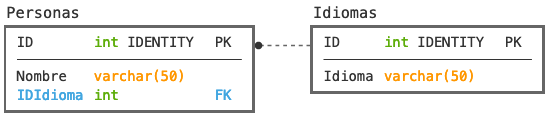 Personas
ID int IDENTITY PK
Nombre varchar(50)
IDIdioma int FK
Idiomas
ID int IDENTITY PK
Idioma varchar(50)